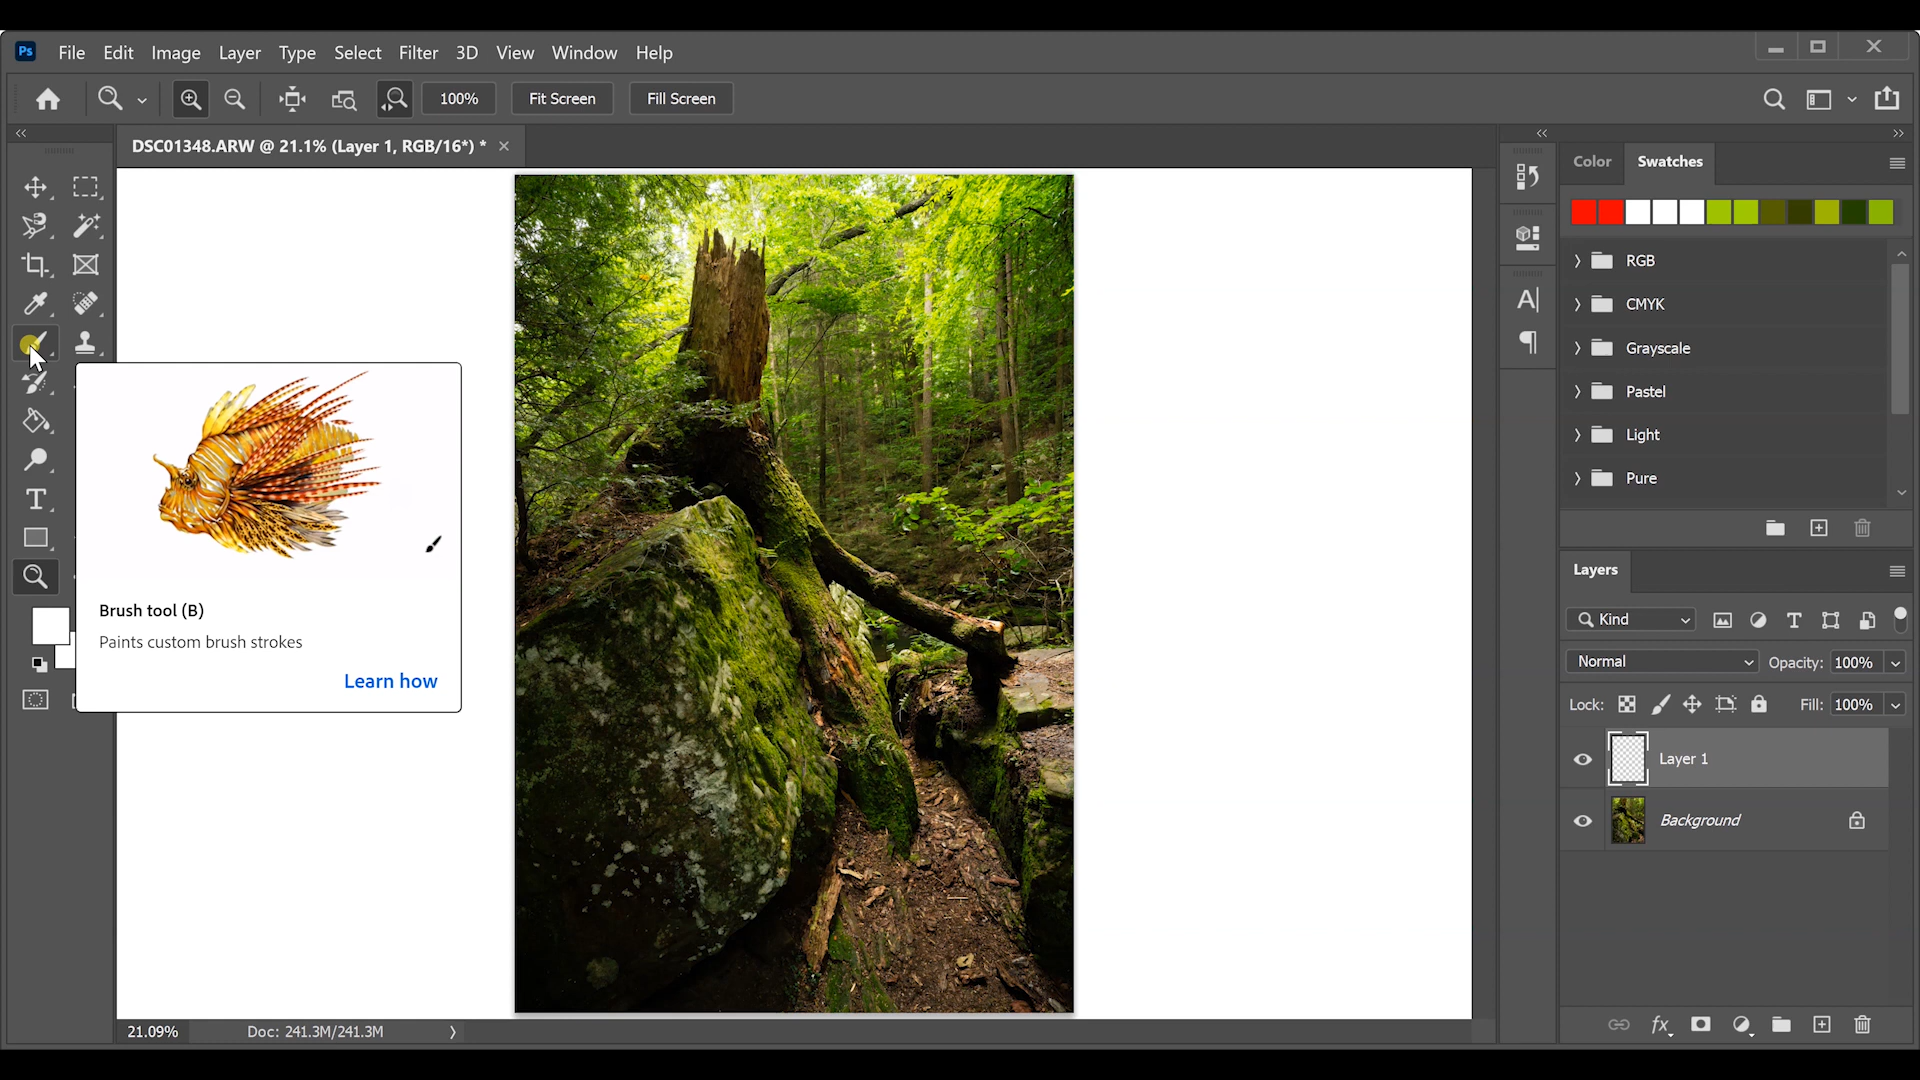 Ps File Edit Image Layer Type Select Filter 3D View Window Help
100% Fit Screen Fill Screen
DSC01348.ARW @ 21.1% (Layer 1, RGB/16*) *
Color Swatches
RGB
CMYK
Grayscale
Pastel
Light
Pure
Brush tool (B)
Paints custom brush strokes
Learn how
Layers
Kind
Normal Opacity: 100%
Lock: Fill: 100%
Layer 1
Background
21.09% Doc: 241.3M/241.3M